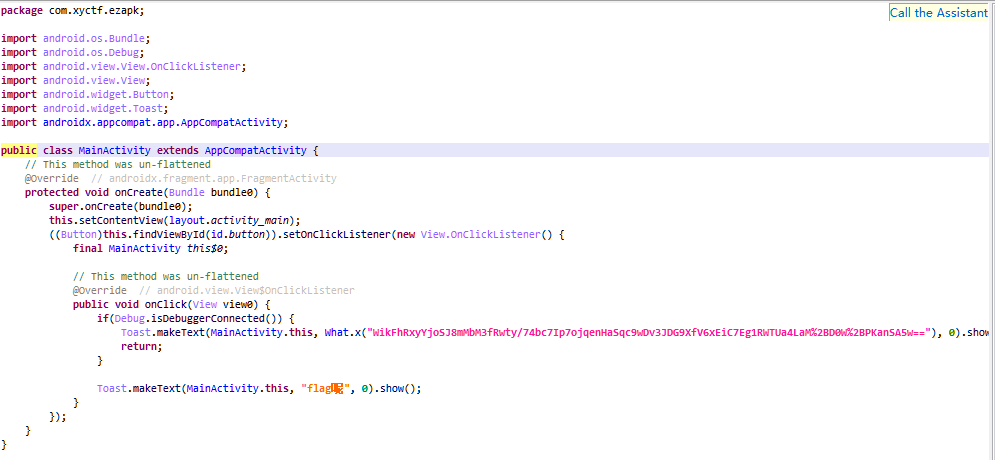 package com.xyctf.ezapk;
Call the Assistant
import android.os.Bundle;
import android.os.Debug;
import android.view.View.OnClickListener;
import android.view.View;
import android.widget.Button;
import android.widget.Toast;
import androidx.appcompat.app.AppCompatActivity;
public class MainActivity extends AppCompatActivity {
// This method was un-flattened
@Override // androidx.fragment.app.FragmentActivity
protected void onCreate(Bundle bundle0) {
super.onCreate(bundle0);
this.setContentView(layout.activity_main);
((Button)this.findViewById(id.button)).setOnClickListener(new View.OnClickListener() {
final MainActivity this$0;
// This method was un-flattened
@Override // android.view.View$OnClickListener
public void onClick(View view0) {
if(Debug.isDebuggerConnected()) {
Toast.makeText(MainActivity.this, What.x("WikFhRxyYjoSJ8mMbM3fRwty/74bc7Ip7ojqenHaSqc9wDv3JDG9XfV6xEiC7Eg1RWTUa4LaM%2BD0W%2BPKanSA5w=="), 0).show
return;
}
Toast.makeText(MainActivity.this, "flag呢", 0).show();
}
});
}
}